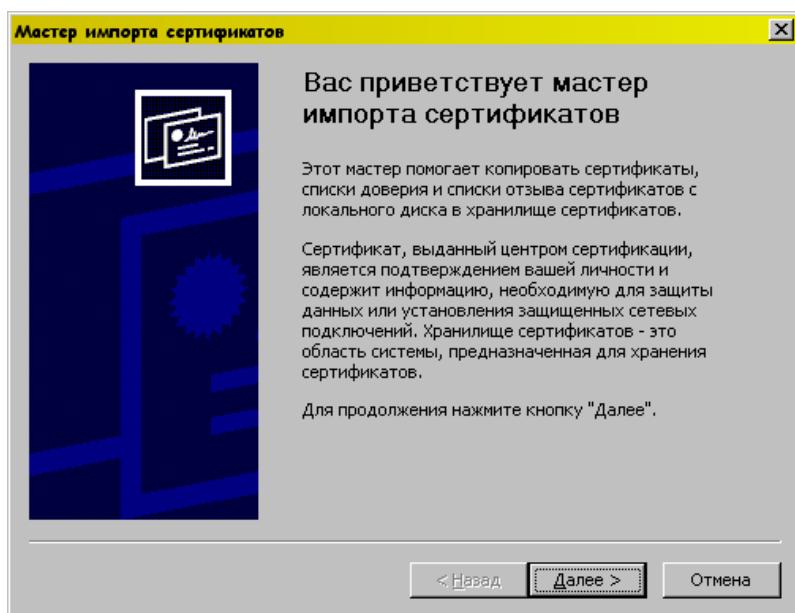 Мастер импорта сертификатов
Вас приветствует мастер
импорта сертификатов
Этот мастер помогает копировать сертификаты,
списки доверия и списки отзыва сертификатов с
локального диска в хранилище сертификатов.
Сертификат, выданный центром сертификации,
является подтверждением вашей личности и
содержит информацию, необходимую для защиты
данных или установления защищенных сетевых
подключений. Хранилище сертификатов - это
область системы, предназначенная для хранения
сертификатов.
Для продолжения нажмите кнопку "Далее".
< Назад
Далее >
Отмена